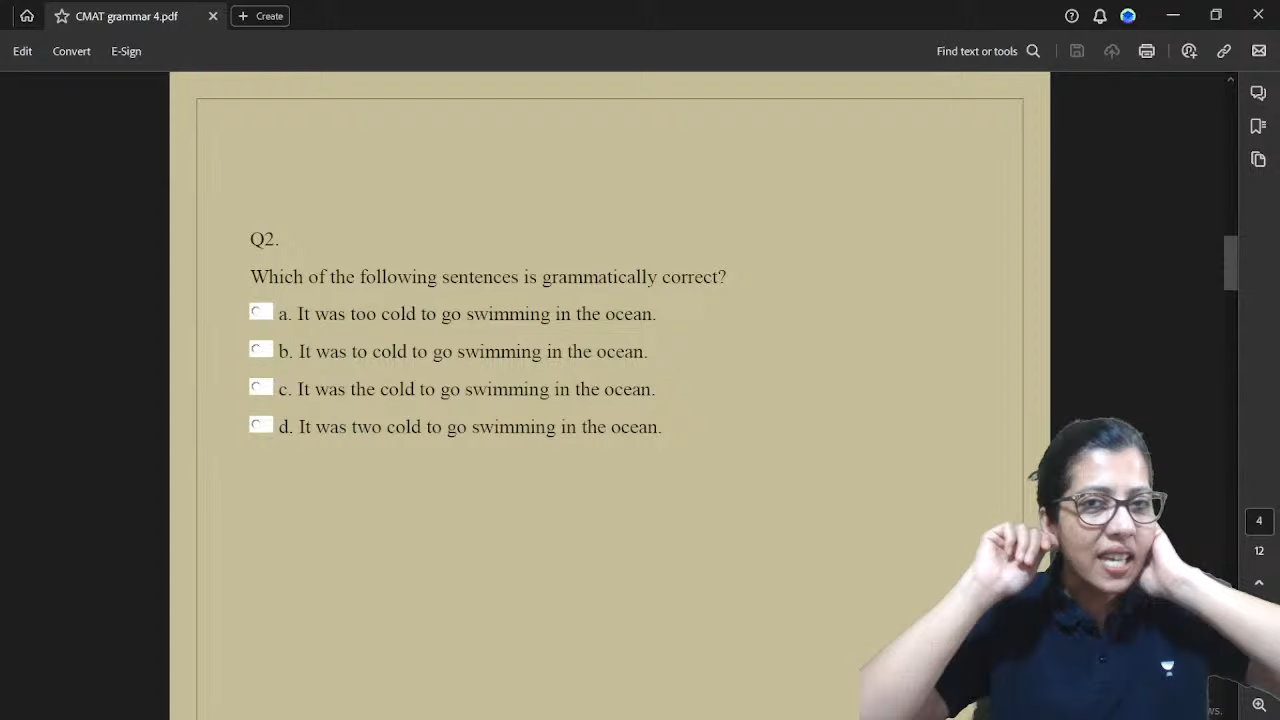 CMAT grammar 4.pdf
Create
Edit
Convert
E-Sign
Find text or tools
Q2.
Which of the following sentences is grammatically correct?
a. It was too cold to go swimming in the ocean.
b. It was to cold to go swimming in the ocean.
c. It was the cold to go swimming in the ocean.
d. It was two cold to go swimming in the ocean.
4
12